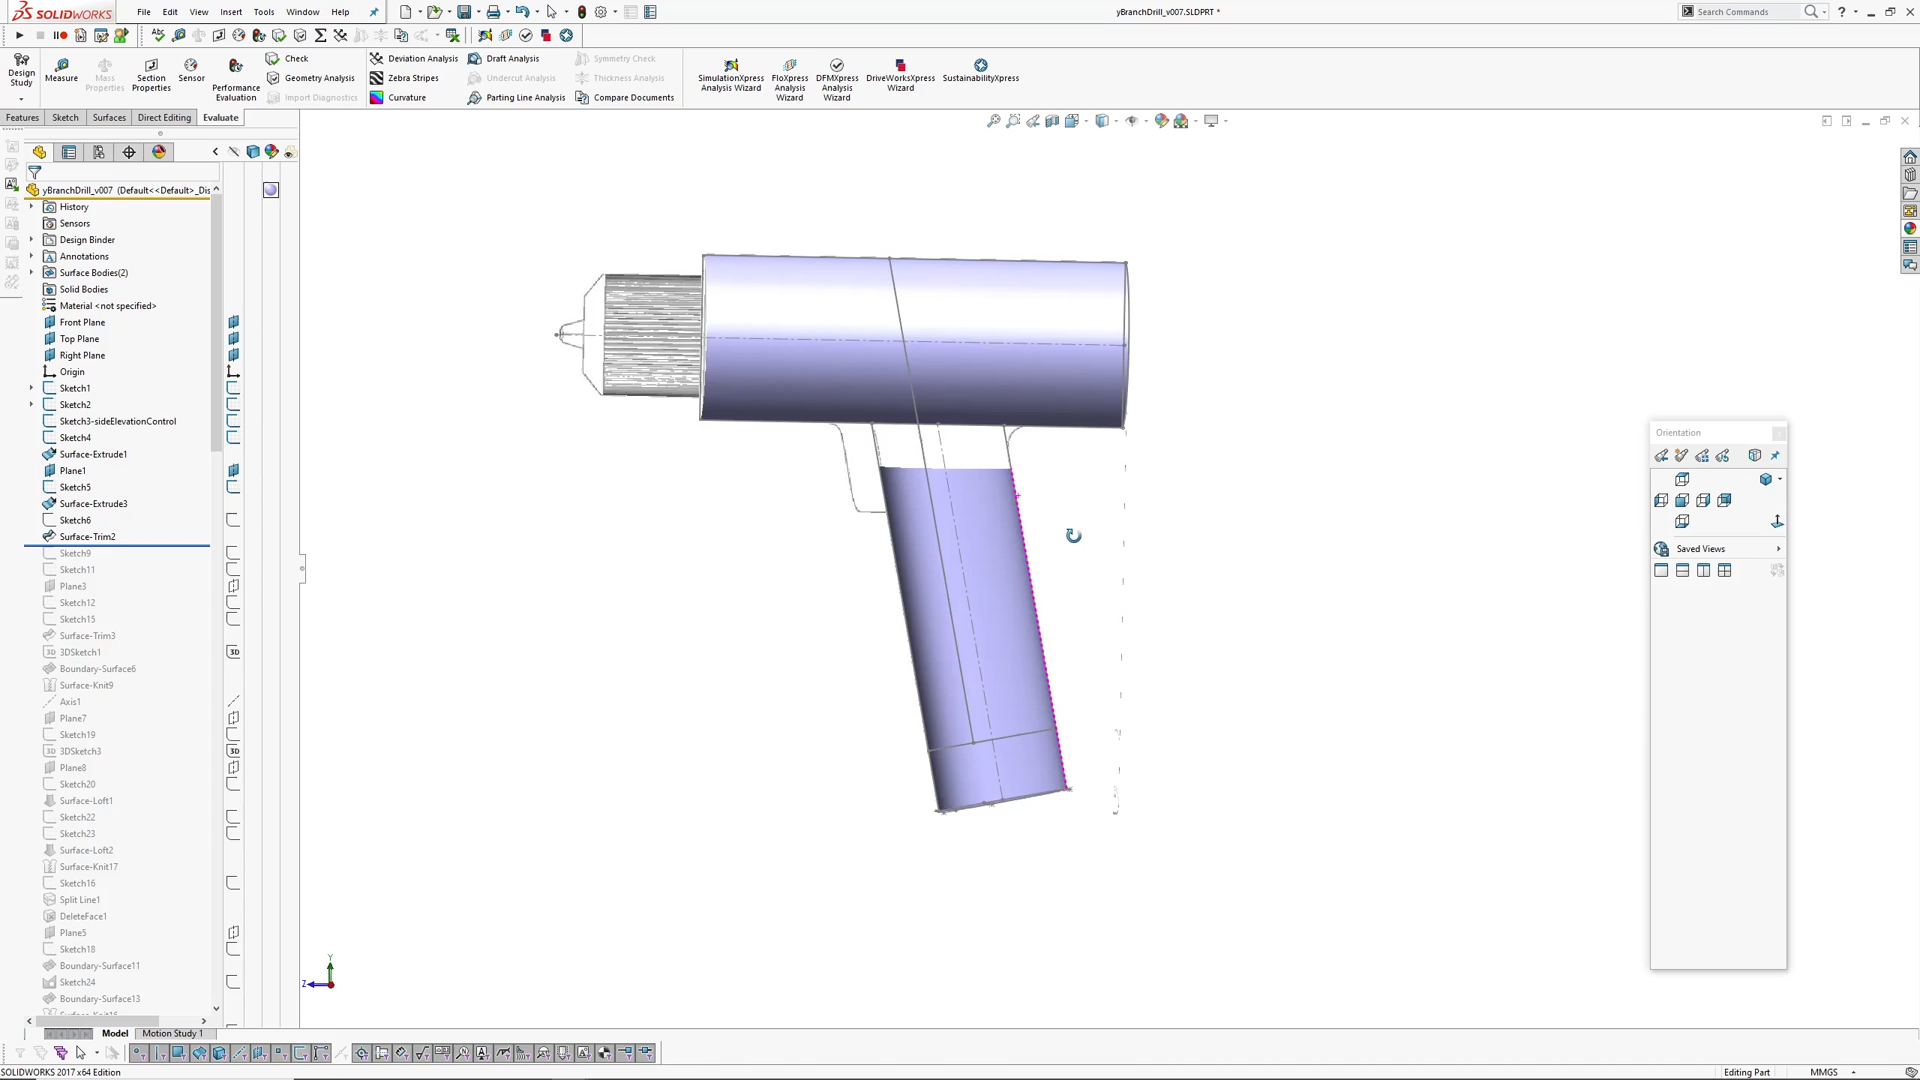 SOLIDWORKS File Edit View Insert Tools Window Help yBranchDrill_v007.SLDPRT * Search Commands
Design Study Measure Mass Properties Section Properties Sensor Performance Evaluation
Check Deviation Analysis Draft Analysis Symmetry Check
Geometry Analysis Zebra Stripes Undercut Analysis Thickness Analysis
Import Diagnostics Curvature Parting Line Analysis Compare Documents
SimulationXpress Analysis Wizard FloXpress Analysis Wizard DFMXpress Analysis Wizard DriveWorksXpress Wizard SustainabilityXpress
Features Sketch Surfaces Direct Editing Evaluate
yBranchDrill_v007 (Default<<Default>_Dis
History
Sensors
Design Binder
Annotations
Surface Bodies(2)
Solid Bodies
Material <not specified>
Front Plane
Top Plane
Right Plane
Origin
Sketch1
Sketch2
Sketch3-sideElevationControl
Sketch4
Surface-Extrude1
Plane1
Sketch5
Surface-Extrude3
Sketch6
Surface-Trim2
Sketch9
Sketch11
Plane3
Sketch12
Sketch15
Surface-Trim3
3DSketch1
Boundary-Surface6
Surface-Knit9
Axis1
Plane7
Sketch19
3DSketch3
Plane8
Sketch20
Surface-Loft1
Sketch22
Sketch23
Surface-Loft2
Surface-Knit17
Sketch16
Split Line1
DeleteFace1
Plane5
Sketch18
Boundary-Surface11
Sketch24
Boundary-Surface13
Orientation
Saved Views
Y
Z
Model Motion Study 1
SOLIDWORKS 2017 x64 Edition Editing Part MMGS